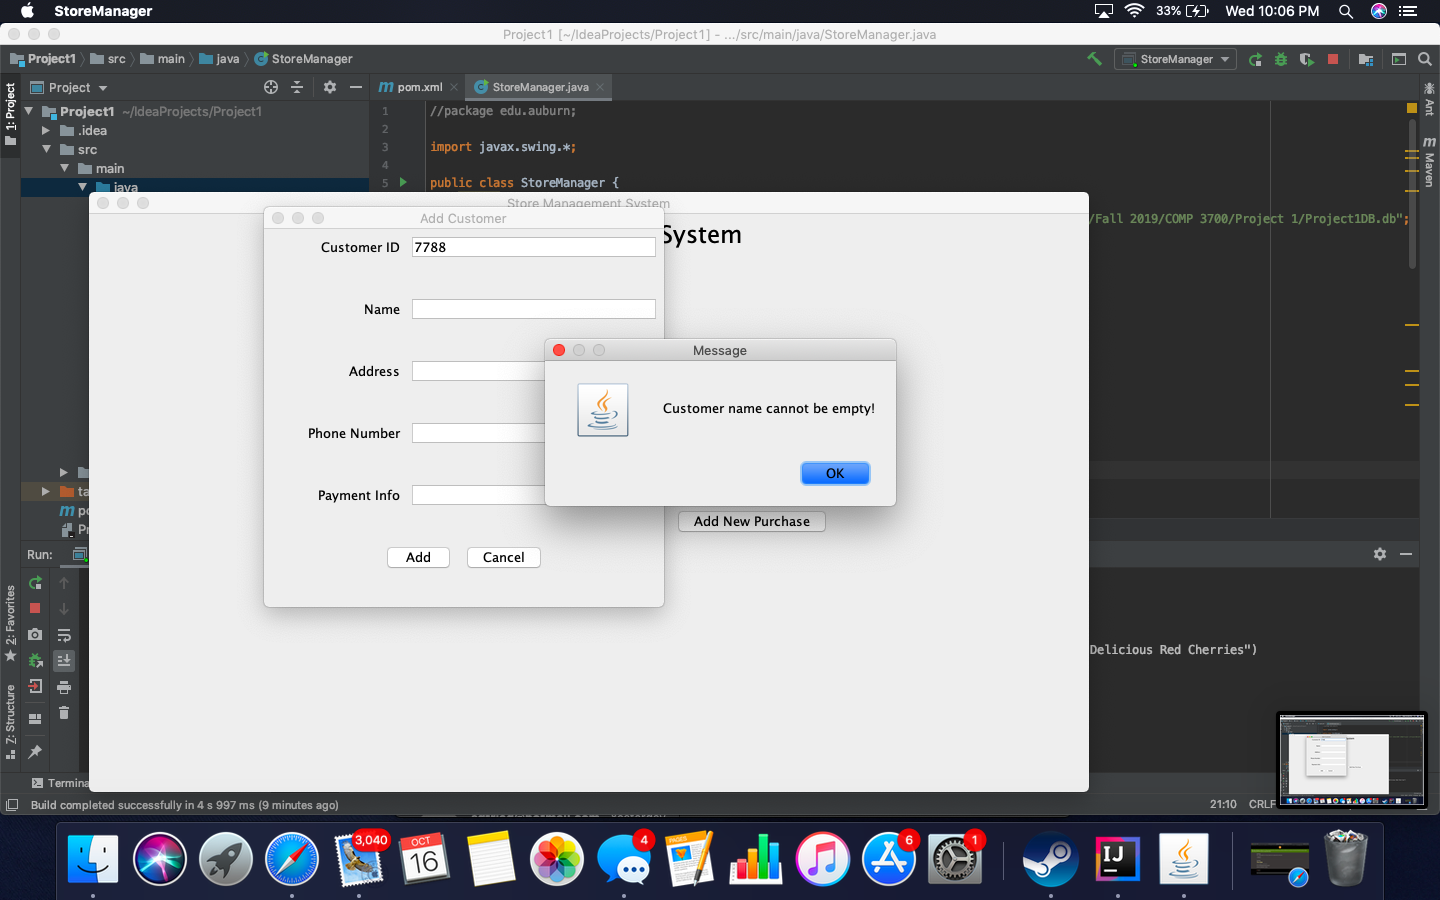 StoreManager
33%
Wed 10:06 PM
Project1 [~/IdeaProjects/Project1] - .../src/main/java/StoreManager.java
Project1
src
main
java
StoreManager
StoreManager
1: Project
Project
pom.xml
StoreManager.java
Ant
Maven
Project1 ~/IdeaProjects/Project1
.idea
src
main
java
1
2
3
4
5
//package edu.auburn;
import javax.swing.*;
public class StoreManager {
/Fall 2019/COMP 3700/Project 1/Project1DB.db";
Store Management System
System
Add Customer
Customer ID
7788
Name
Address
Phone Number
Payment Info
Add
Cancel
Message
Customer name cannot be empty!
OK
Add New Purchase
ta
Run:
2: Favorites
Z: Structure
Delicious Red Cherries")
Termina
Build completed successfully in 4 s 997 ms (9 minutes ago)
21:10
CRLF
3,040
OCT
16
4
PAGES
6
1
IJ